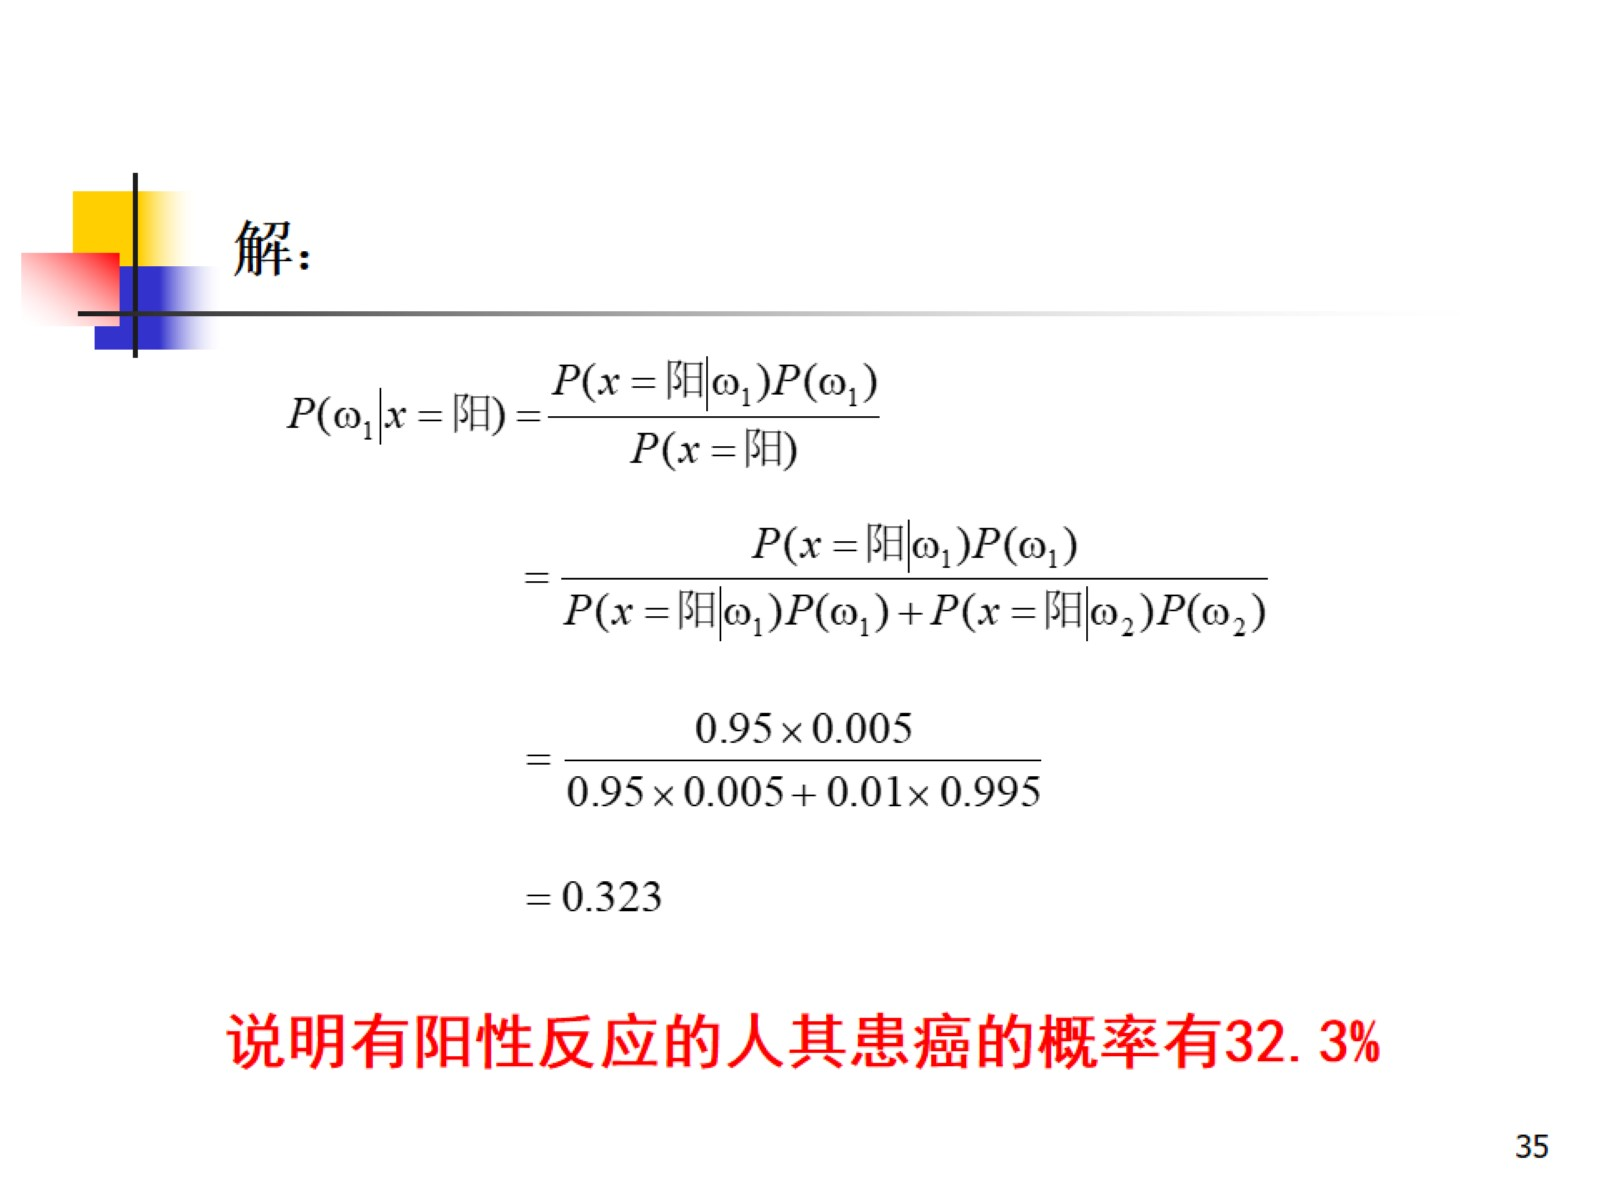 解：
P(ω₁|x = 阳) = P(x = 阳|ω₁)P(ω₁) / P(x = 阳)
= P(x = 阳|ω₁)P(ω₁) / P(x = 阳|ω₁)P(ω₁) + P(x = 阳|ω₂)P(ω₂)
= 0.95 × 0.005 / 0.95 × 0.005 + 0.01 × 0.995
= 0.323
说明有阳性反应的人其患癌的概率有32.3%
35